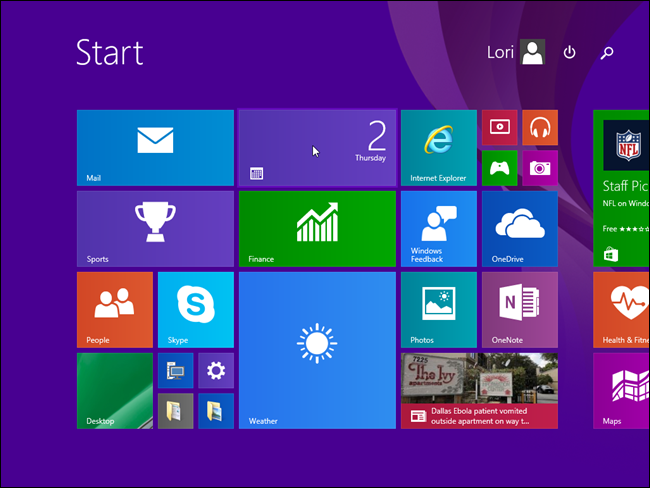 Start
Lori
Mail
2
Thursday
Internet Explorer
NFL
Staff Pic
NFL on Windo
Free
Sports
Finance
Windows
Feedback
OneDrive
People
Skype
Photos
N
OneNote
Health & Fitne
Desktop
Weather
7225
The Ivy
apartments
Dallas Ebola patient vomited
outside apartment on way t...
Maps